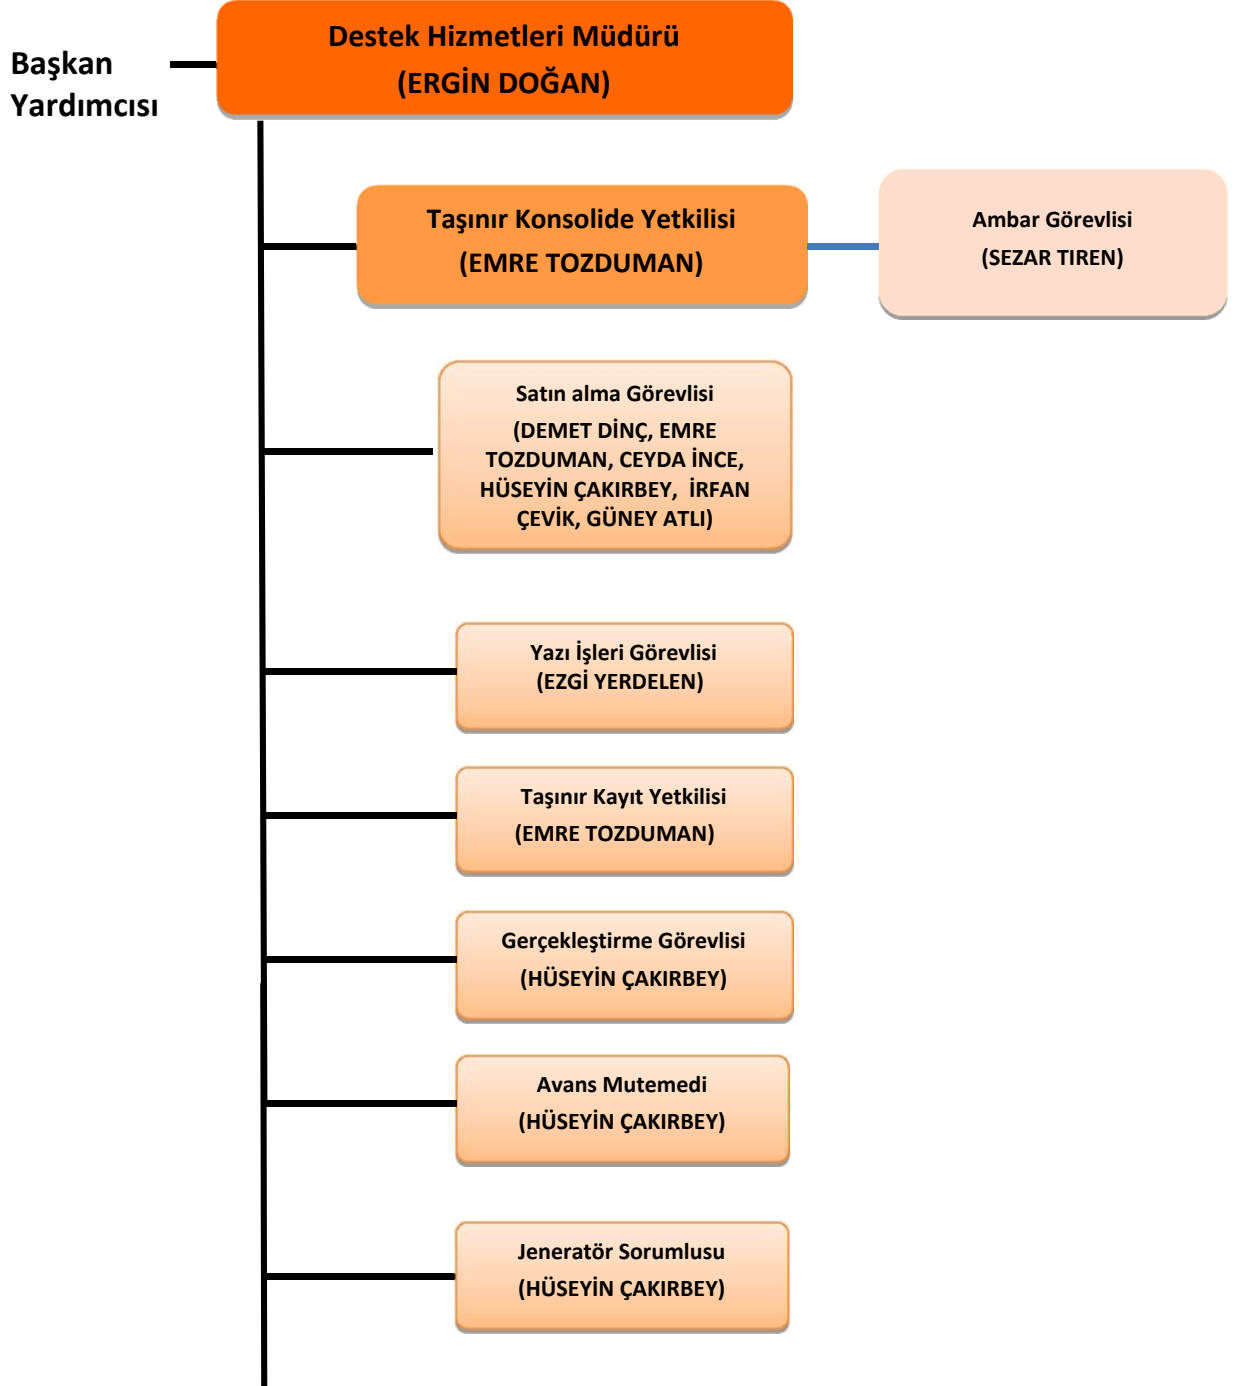 Başkan
Yardımcısı
Destek Hizmetleri Müdürü
(ERGİN DOĞAN)
Taşınır Konsolide Yetkilisi
(EMRE TOZDUMAN)
Ambar Görevlisi
(SEZAR TIREN)
Satın alma Görevlisi
(DEMET DİNÇ, EMRE
TOZDUMAN, CEYDA İNCE,
HÜSEYİN ÇAKIRBEY, İRFAN
ÇEVİK, GÜNEY ATLI)
Yazı İşleri Görevlisi
(EZGİ YERDELEN)
Taşınır Kayıt Yetkilisi
(EMRE TOZDUMAN)
Gerçekleştirme Görevlisi
(HÜSEYİN ÇAKIRBEY)
Avans Mutemedi
(HÜSEYİN ÇAKIRBEY)
Jeneratör Sorumlusu
(HÜSEYİN ÇAKIRBEY)